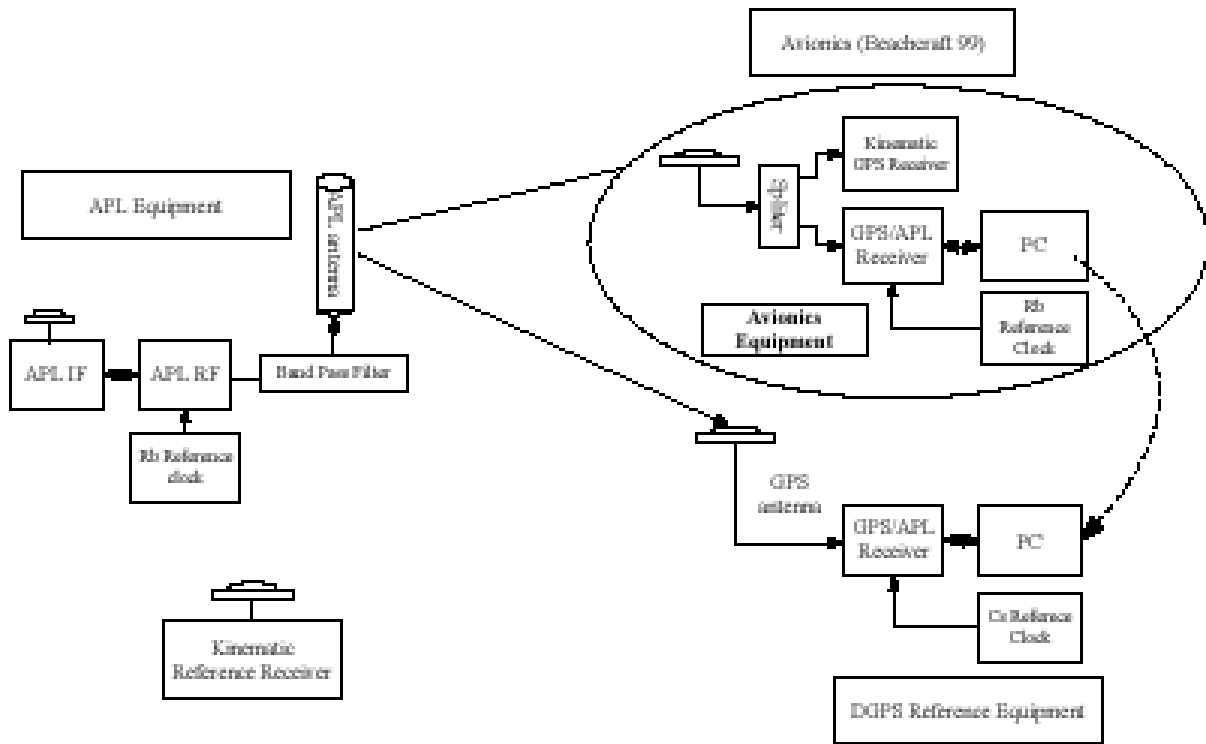 Avionics (Beachcraft 99)
Kinematic
GPS Receiver
Splitter
GPS/APL
Receiver
PC
Rb
Reference
Clock
Avionics
Equipment
APL Equipment
APL antenna
APL IF
APL RF
Band Pass Filter
Rb Reference
clock
GPS
antenna
GPS/APL
Receiver
PC
Cs Reference
Clock
Kinematic
Reference Receiver
DGPS Reference Equipment